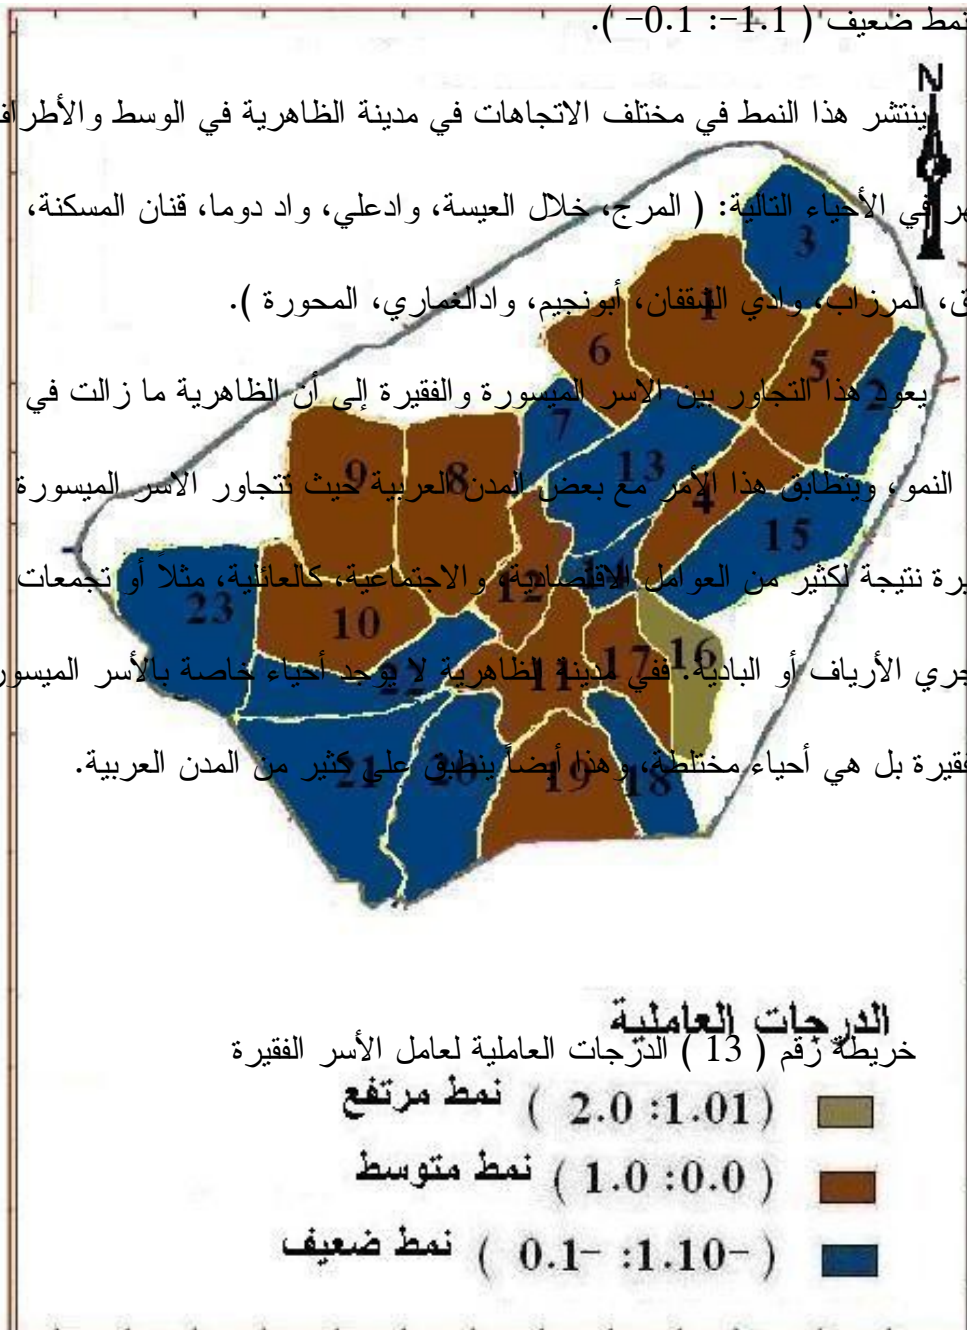 نمط ضعيف ( 1.1-: 0.1- ).
N
ينتشر هذا النمط في مختلف الاتجاهات في مدينة الظاهرية في الوسط والأطراف
في الأحياء التالية: ( المرج، خلال العيسة، وادعلي، واد دوما، قنان المسكنة،
المرزاب، وادي الشقفان، أبونجيم، وادالغماري، المحورة ).
يعود هذا التجاور بين الأسر الميسورة والفقيرة إلى أن الظاهرية ما زالت في
النمو، ويتطابق هذا الأمر مع بعض المدن العربية حيث تتجاور الأسر الميسورة
نتيجة لكثير من العوامل الاقتصادية، والاجتماعية، كالعائلية، مثلا أو تجمعات
الأرياف أو البادية. ففي مدينة الظاهرية لا يوجد أحياء خاصة بالأسر الميسورة
فقيرة بل هي أحياء مختلطة، وهذا أيضاً ينطبق على كثير من المدن العربية.
3
1
6
5
2
7
13
9
8
4
15
12
14
23
10
17
16
22
11
21
20
19
18
الدرجات العاملية
خريطة رقم ( 13 ) الدرجات العاملية لعامل الأسر الفقيرة
نمط مرتفع ( 2.0 :1.01)
نمط متوسط ( 1.0 :0.0 )
نمط ضعيف ( 0.1- :1.10-)